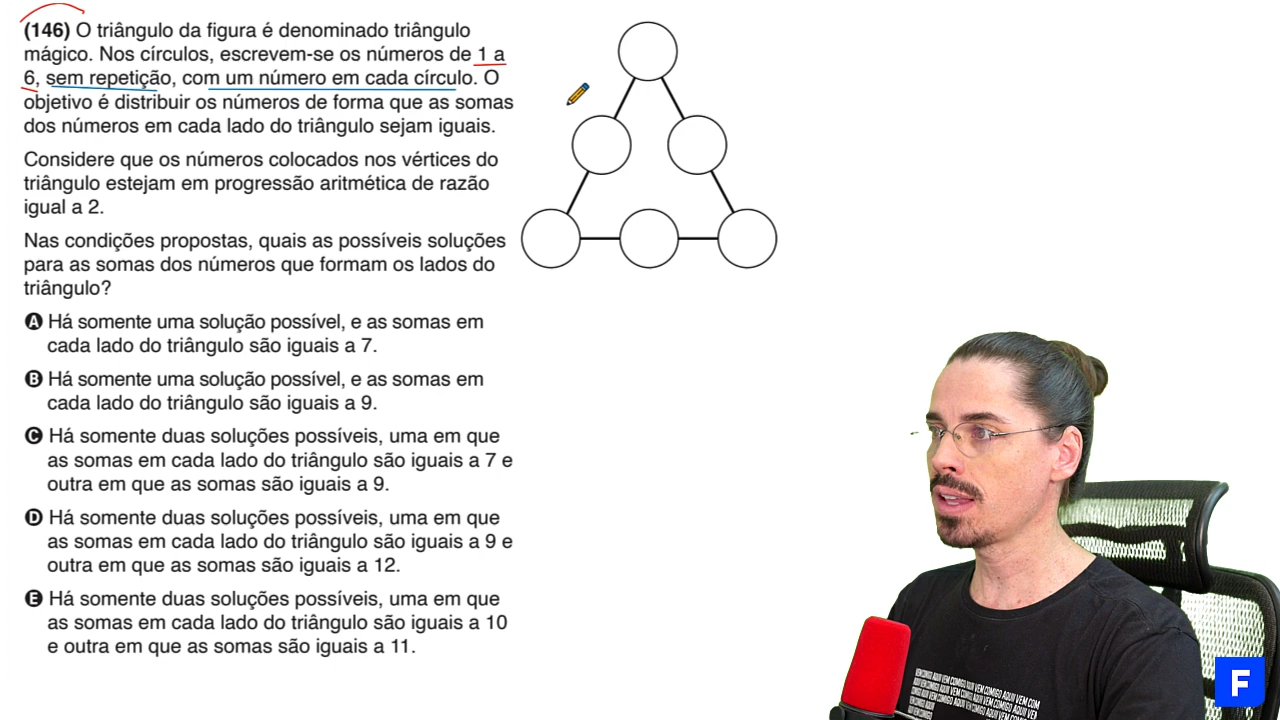 (146) O triângulo da figura é denominado triângulo
mágico. Nos círculos, escrevem-se os números de 1 a
6, sem repetição, com um número em cada círculo. O
objetivo é distribuir os números de forma que as somas
dos números em cada lado do triângulo sejam iguais.
Considere que os números colocados nos vértices do
triângulo estejam em progressão aritmética de razão
igual a 2.
Nas condições propostas, quais as possíveis soluções
para as somas dos números que formam os lados do
triângulo?
A Há somente uma solução possível, e as somas em
cada lado do triângulo são iguais a 7.
B Há somente uma solução possível, e as somas em
cada lado do triângulo são iguais a 9.
C Há somente duas soluções possíveis, uma em que
as somas em cada lado do triângulo são iguais a 7 e
outra em que as somas são iguais a 9.
D Há somente duas soluções possíveis, uma em que
as somas em cada lado do triângulo são iguais a 9 e
outra em que as somas são iguais a 12.
E Há somente duas soluções possíveis, uma em que
as somas em cada lado do triângulo são iguais a 10
e outra em que as somas são iguais a 11.
F